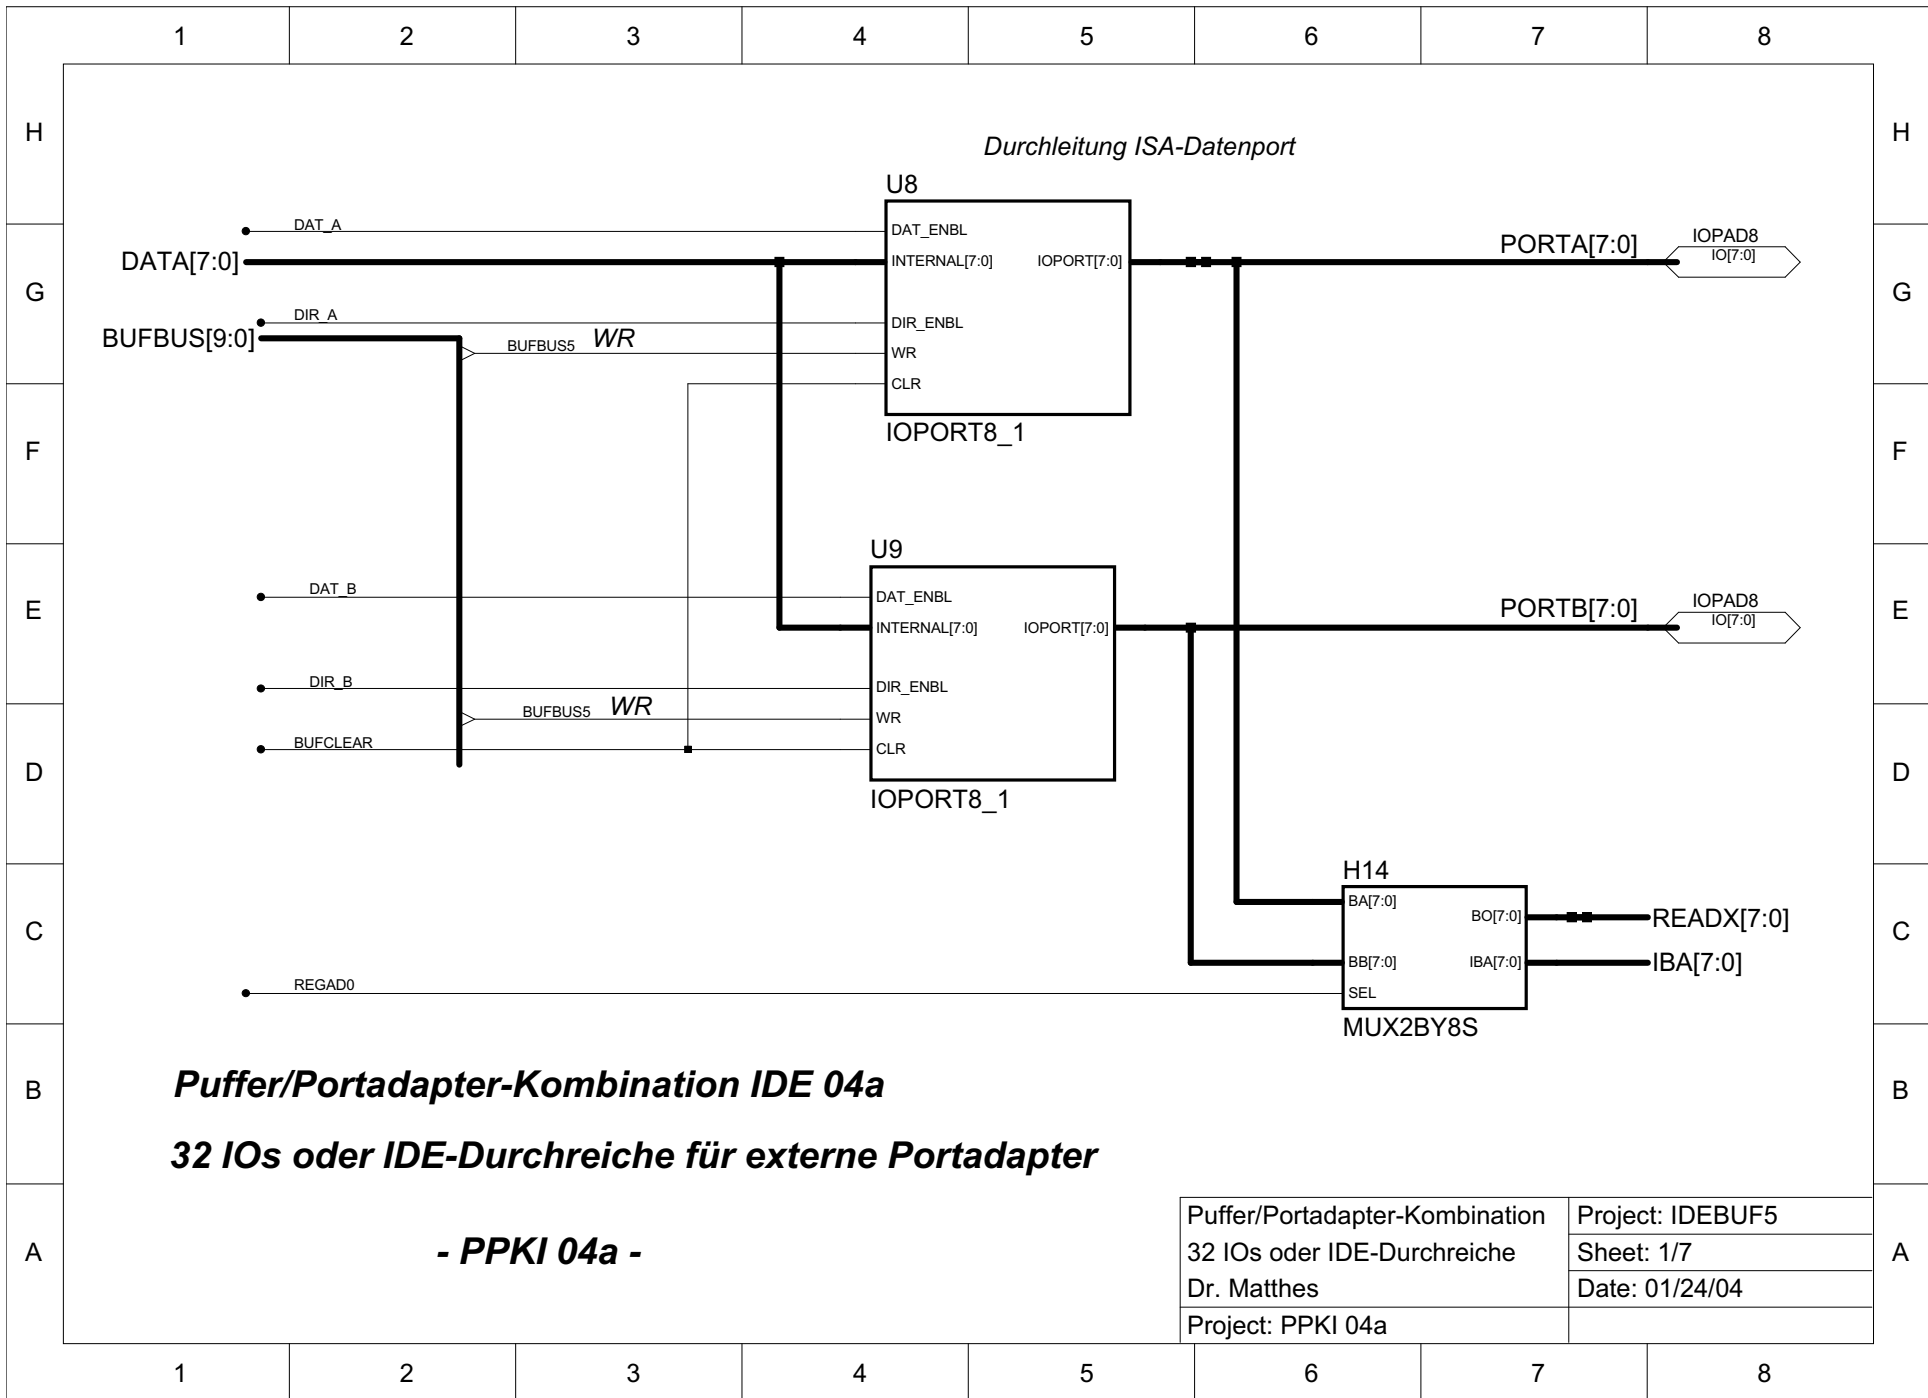 1 2 3 4 5 6 7 8
H H
Durchleitung ISA-Datenport
U8
DAT_A DAT_ENBL
DATA[7:0] INTERNAL[7:0] IOPORT[7:0] PORTA[7:0] IOPAD8
IO[7:0]
G G
DIR_A DIR_ENBL
BUFBUS[9:0] BUFBUS5 WR WR
CLR
IOPORT8_1
F F
U9
DAT_B DAT_ENBL
INTERNAL[7:0] IOPORT[7:0] PORTB[7:0] IOPAD8
IO[7:0]
E E
DIR_B DIR_ENBL
BUFBUS5 WR WR
BUFCLEAR CLR
D D
IOPORT8_1
H14
BA[7:0] BO[7:0] READX[7:0]
C C
BB[7:0] IBA[7:0] IBA[7:0]
REGAD0 SEL
MUX2BY8S
B B
Puffer/Portadapter-Kombination IDE 04a
32 IOs oder IDE-Durchreiche für externe Portadapter
- PPKI 04a -
A A
Puffer/Portadapter-Kombination Project: IDEBUF5
32 IOs oder IDE-Durchreiche Sheet: 1/7
Dr. Matthes Date: 01/24/04
Project: PPKI 04a
1 2 3 4 5 6 7 8